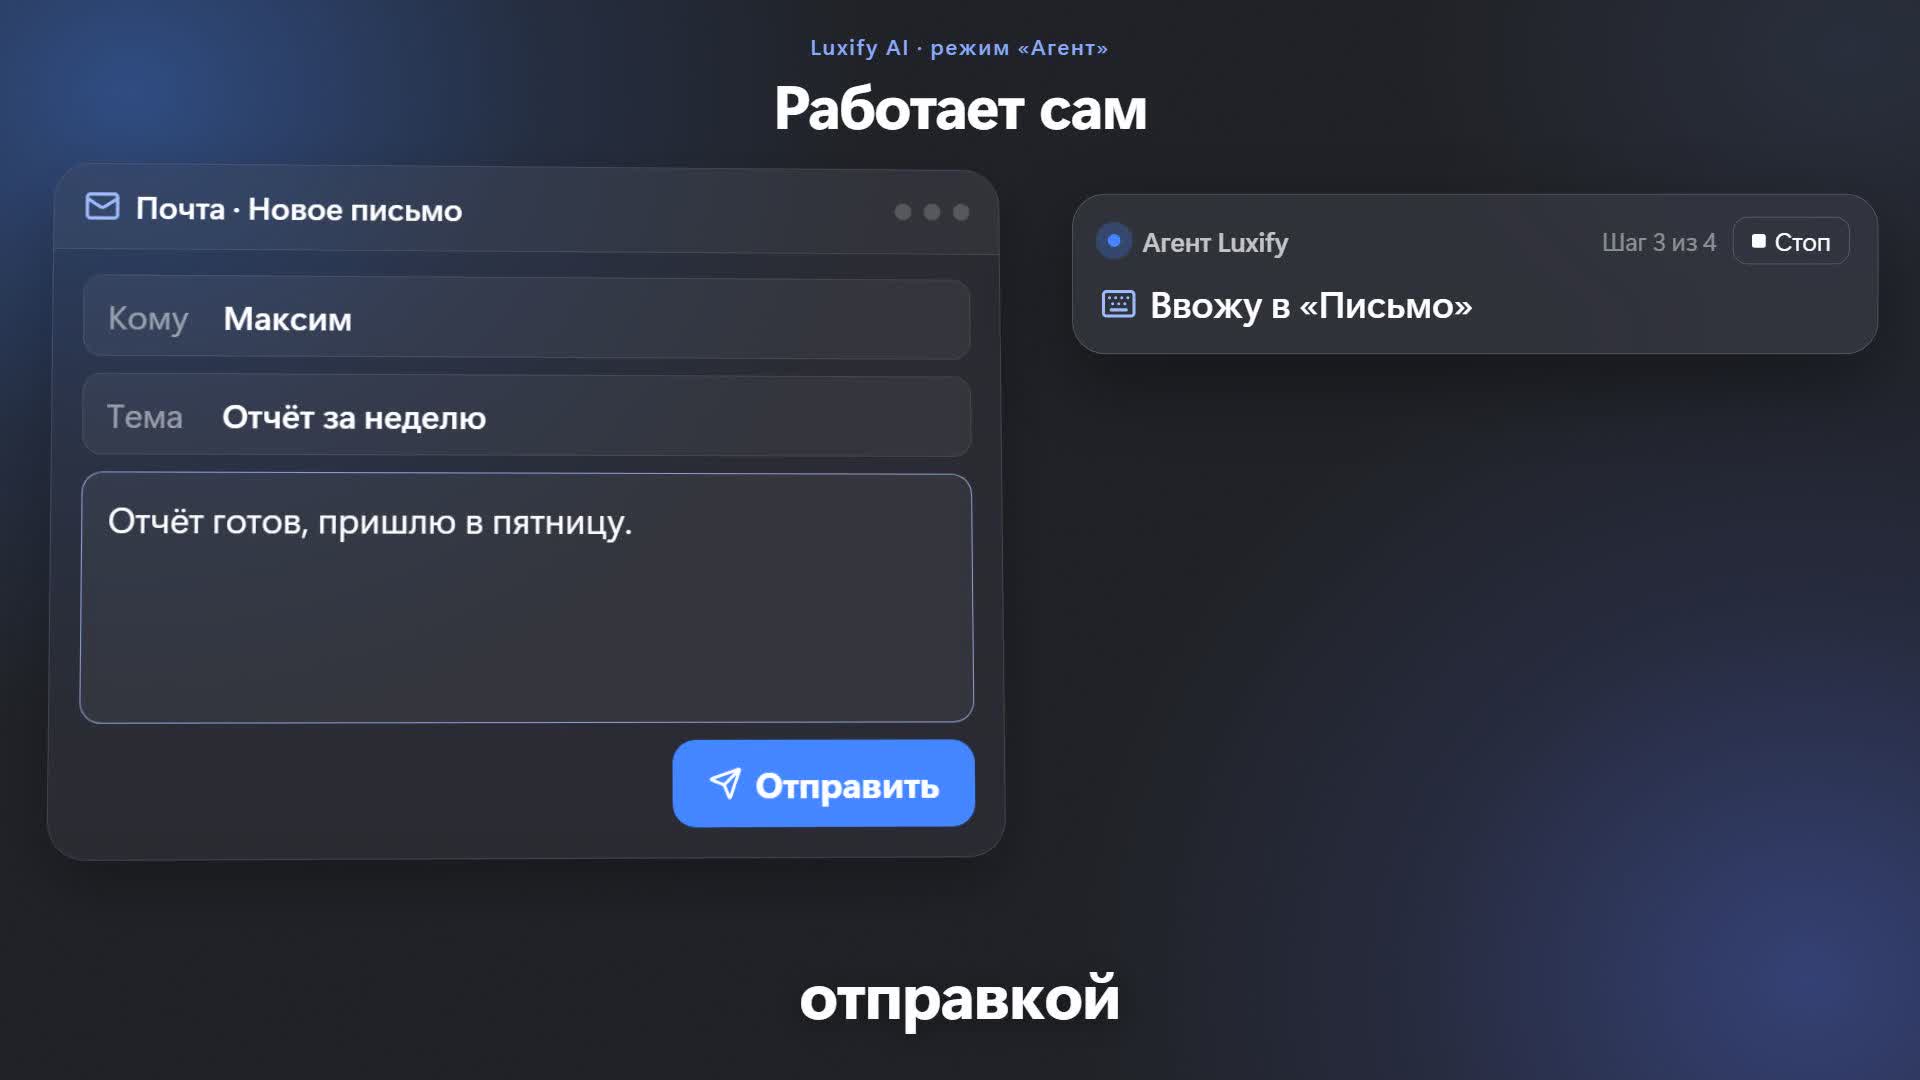 Luxify AI · режим «Агент»
Работает сам
Почта · Новое письмо
Кому Максим
Тема Отчёт за неделю
Отчёт готов, пришлю в пятницу.
Отправить
Агент Luxify
Шаг 3 из 4
Стоп
Ввожу в «Письмо»
отправкой